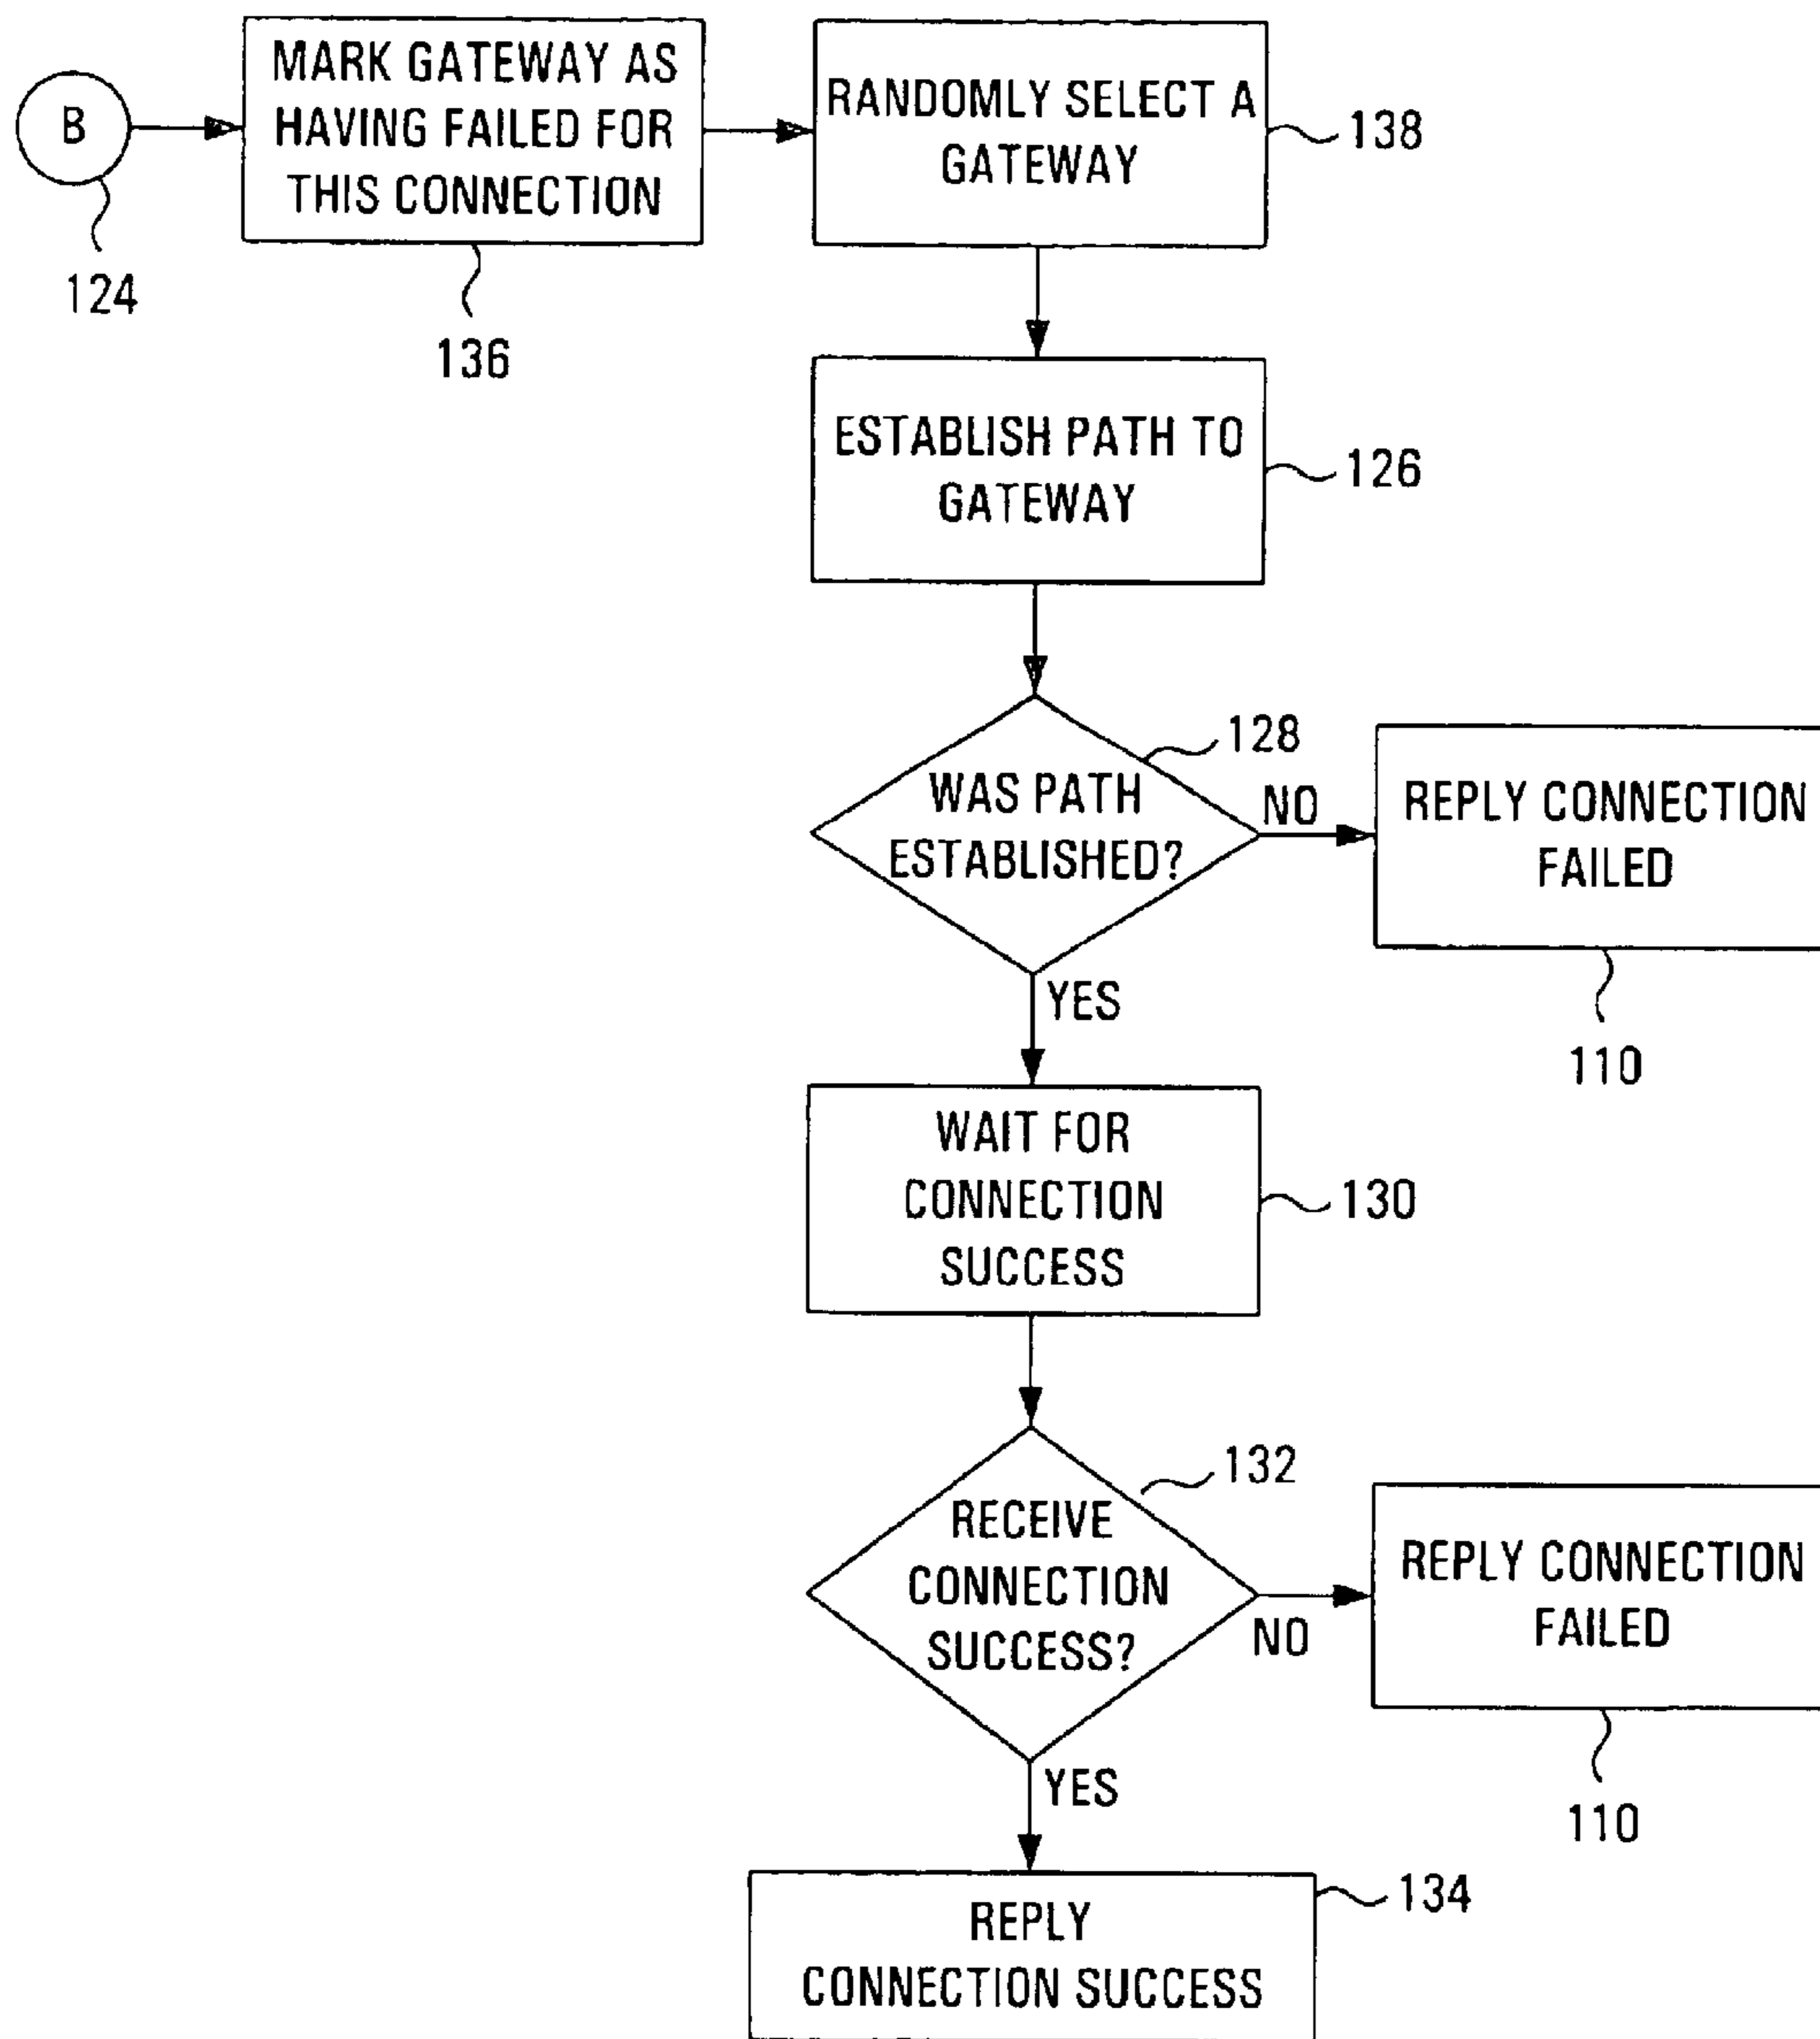 B
124
MARK GATEWAY AS
HAVING FAILED FOR
THIS CONNECTION
136
RANDOMLY SELECT A
GATEWAY
138
ESTABLISH PATH TO
GATEWAY
126
WAS PATH
ESTABLISHED?
128
NO
REPLY CONNECTION
FAILED
110
YES
WAIT FOR
CONNECTION
SUCCESS
130
RECEIVE
CONNECTION
SUCCESS?
132
NO
REPLY CONNECTION
FAILED
110
YES
REPLY
CONNECTION SUCCESS
134